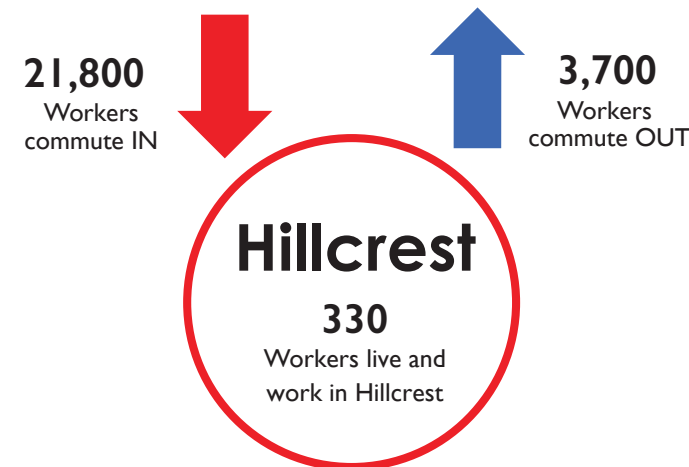 21,800
Workers
commute IN
3,700
Workers
commute OUT
Hillcrest
330
Workers live and
work in Hillcrest